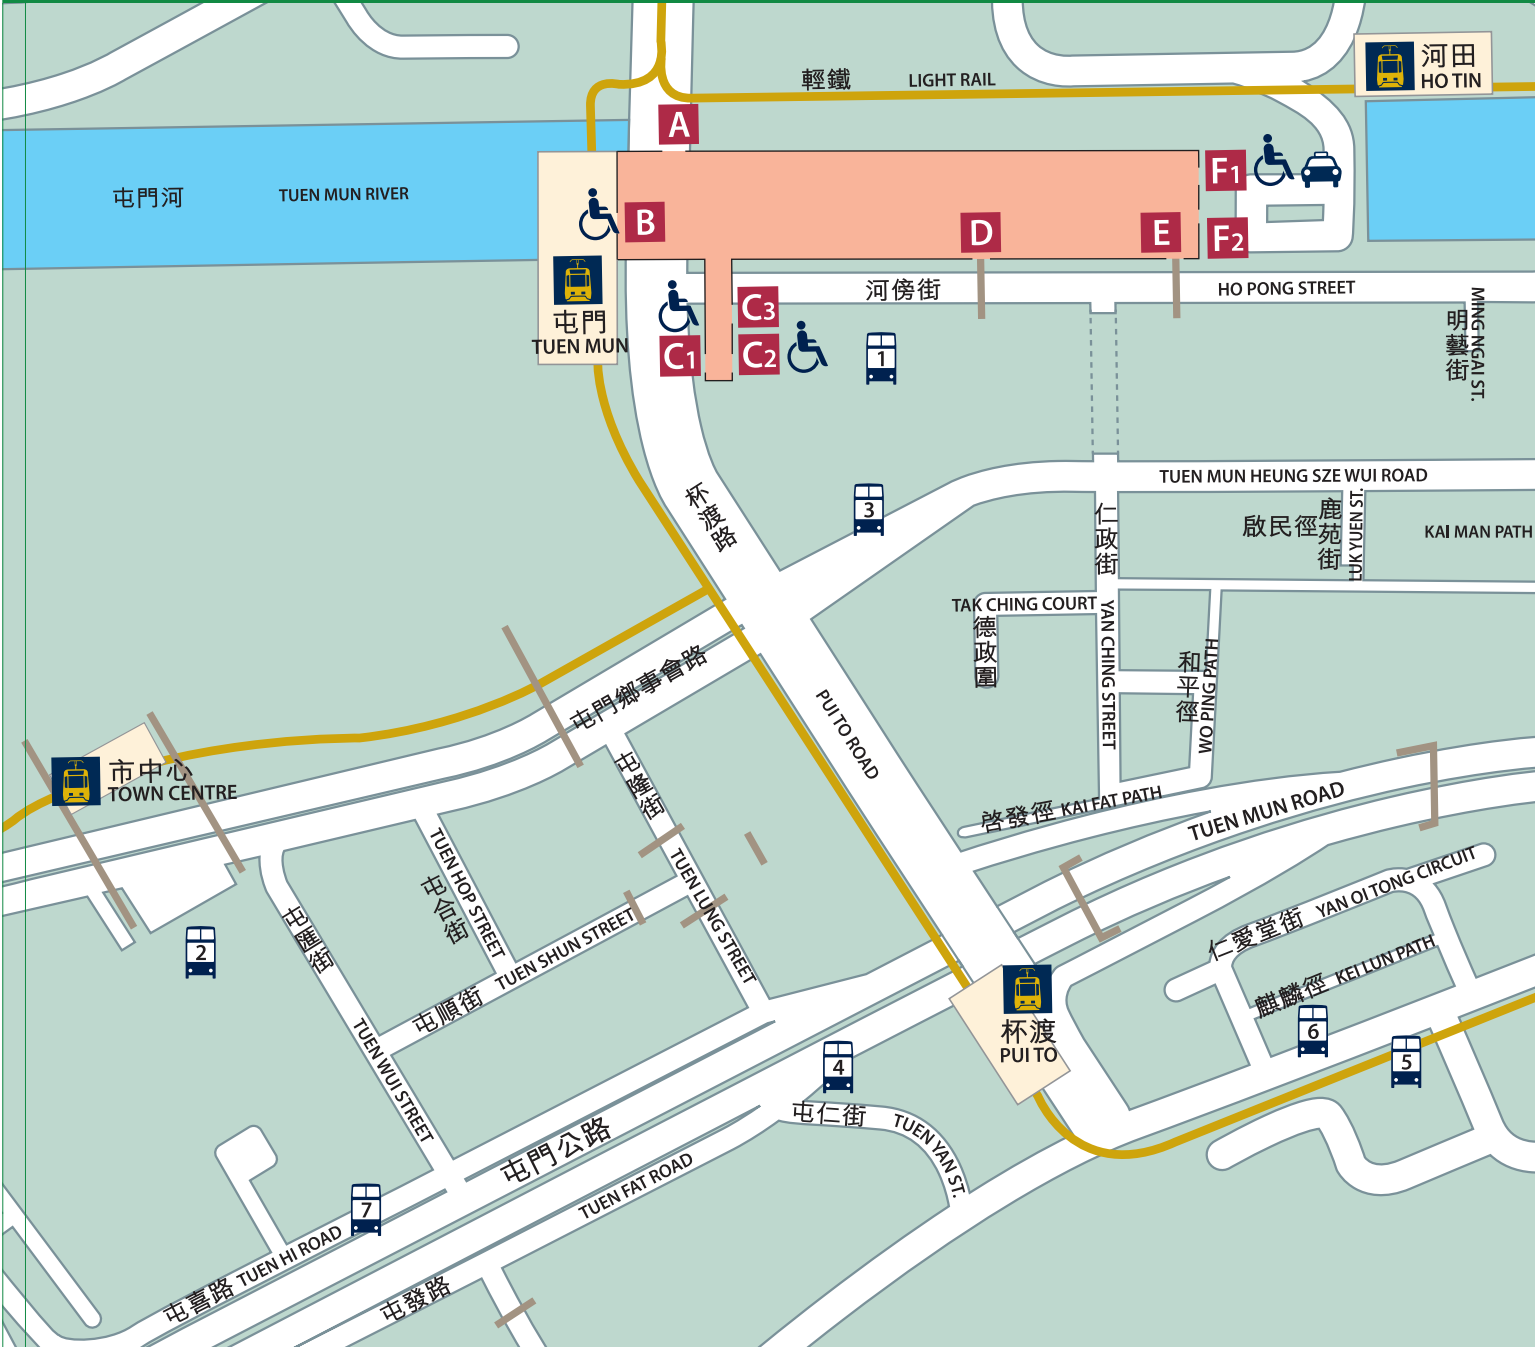 河田
HO TIN
輕鐵
LIGHT RAIL
A
屯門河
TUEN MUN RIVER
B
D
E
F1
F2
屯門
TUEN MUN
C3
C1
C2
河傍街
HO PONG STREET
明藝街
MING NGAI ST.
1
杯渡路
PUI TO ROAD
3
TUEN MUN HEUNG SZE WUI ROAD
仁政街
YAN CHING STREET
啟民徑
KAI MAN PATH
鹿苑街
LUK YUEN ST.
TAK CHING COURT
德政圍
和平徑
WO PING PATH
屯門鄉事會路
市中心
TOWN CENTRE
屯隆街
TUEN LUNG STREET
啓發徑 KAI FAT PATH
TUEN MUN ROAD
TUEN HOP STREET
屯合街
屯順街 TUEN SHUN STREET
屯匯街
TUEN WUI STREET
2
仁愛堂街 YAN OI TONG CIRCUIT
麒麟徑 KEI LUN PATH
6
5
杯渡
PUI TO
4
屯仁街
TUEN YAN ST.
屯門公路
TUEN FAT ROAD
屯發路
7
屯喜路 TUEN HI ROAD